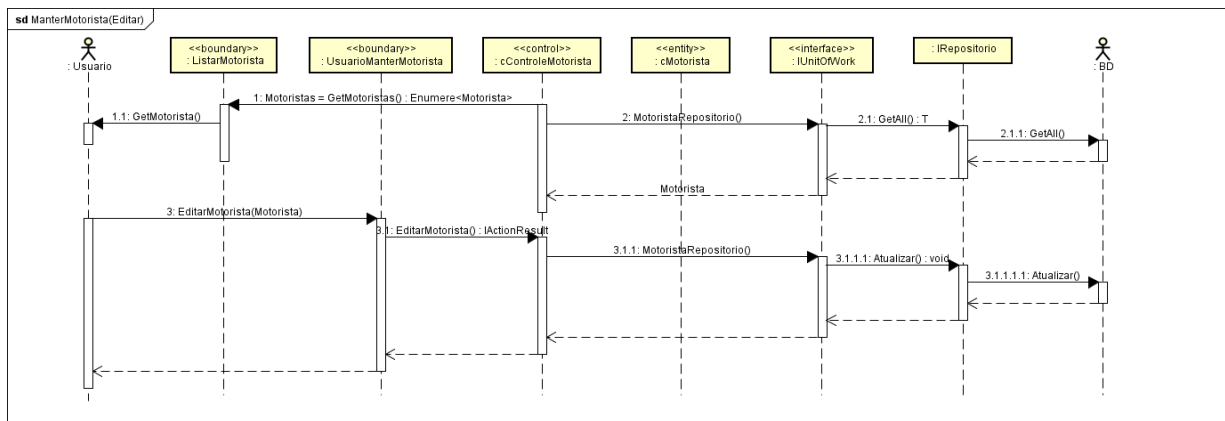 sd ManterMotorista(Editar)
: Usuario
<<boundary>>
: ListarMotorista
<<boundary>>
: UsuarioManterMotorista
<<control>>
: cControleMotorista
<<entity>>
: cMotorista
<<interface>>
: IUnitOfWork
: IRepositorio
: BD
1: Motoristas = GetMotoristas() : Enumere<Motorista>
1.1: GetMotorista()
2: MotoristaRepositorio()
2.1: GetAll() : T
2.1.1: GetAll()
Motorista
3: EditarMotorista(Motorista)
3.1: EditarMotorista() : IActionResult
3.1.1: MotoristaRepositorio()
3.1.1.1: Atualizar() : void
3.1.1.1.1: Atualizar()